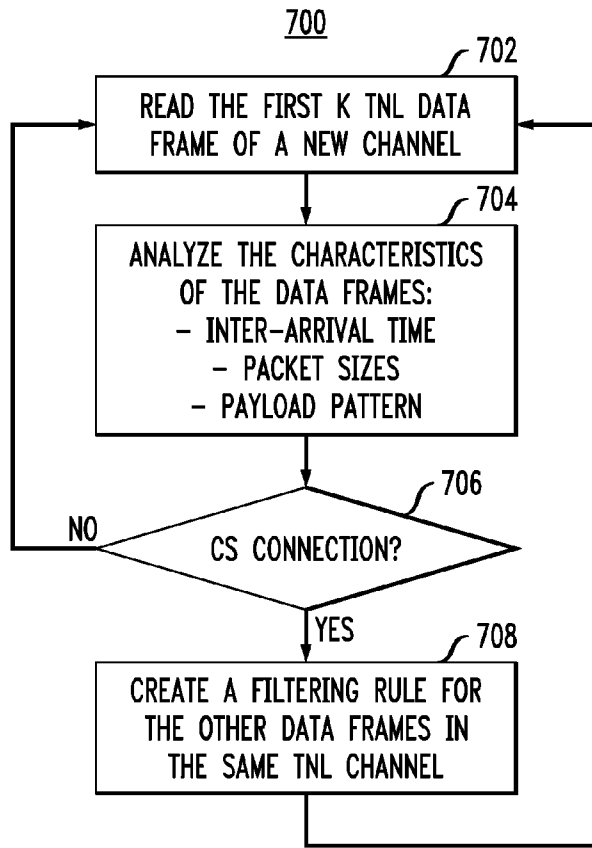 700
702
READ THE FIRST K TNL DATA
FRAME OF A NEW CHANNEL
704
ANALYZE THE CHARACTERISTICS
OF THE DATA FRAMES:
- INTER-ARRIVAL TIME
- PACKET SIZES
- PAYLOAD PATTERN
706
NO
CS CONNECTION?
YES
708
CREATE A FILTERING RULE FOR
THE OTHER DATA FRAMES IN
THE SAME TNL CHANNEL